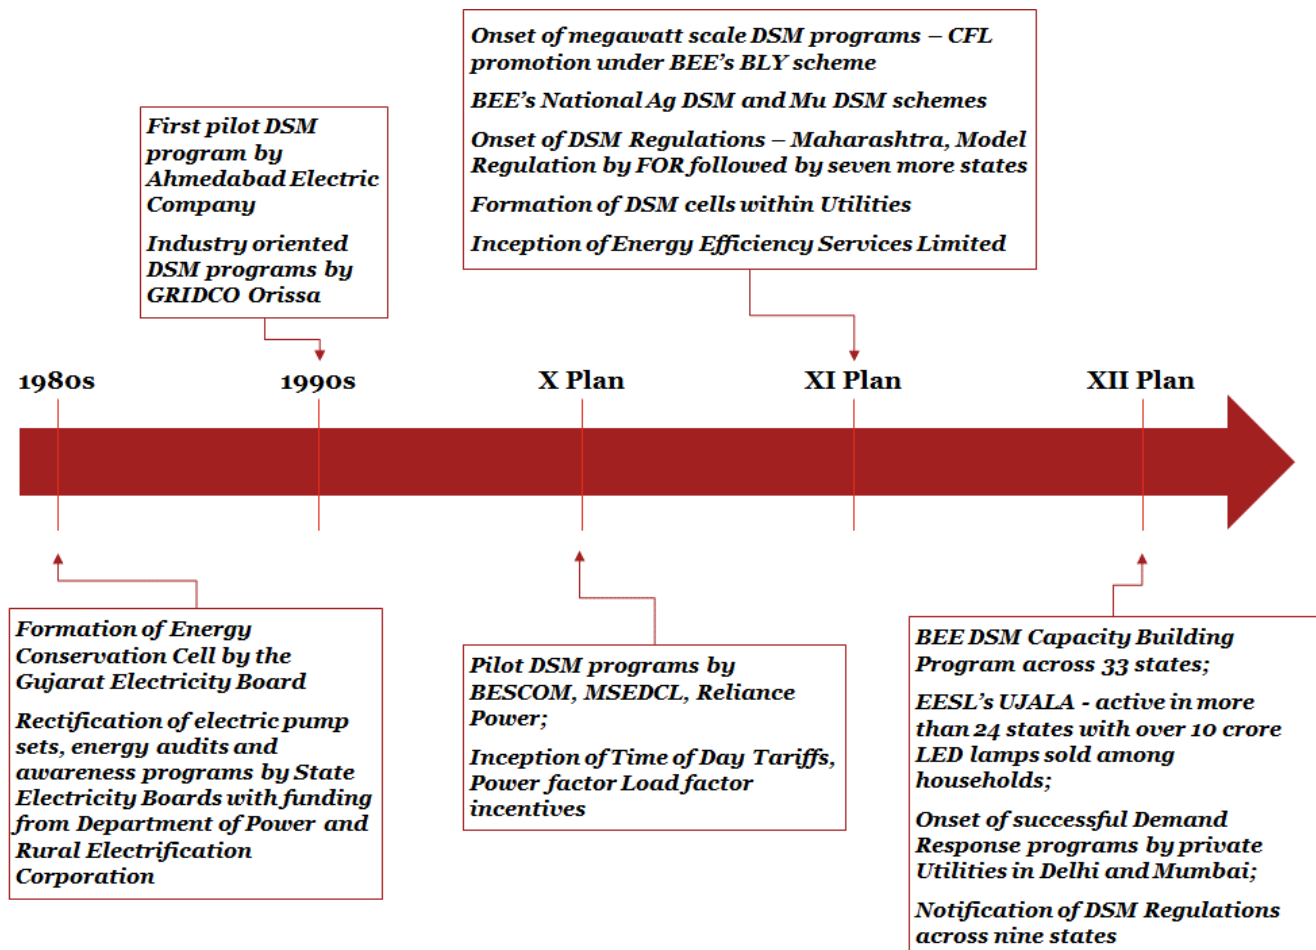 Onset of megawatt scale DSM programs – CFL
promotion under BEE's BLY scheme
BEE's National Ag DSM and Mu DSM schemes
Onset of DSM Regulations – Maharashtra, Model
Regulation by FOR followed by seven more states
Formation of DSM cells within Utilities
Inception of Energy Efficiency Services Limited
First pilot DSM
program by
Ahmedabad Electric
Company
Industry oriented
DSM programs by
GRIDCO Orissa
1980s
1990s
X Plan
XI Plan
XII Plan
Formation of Energy
Conservation Cell by the
Gujarat Electricity Board
Rectification of electric pump
sets, energy audits and
awareness programs by State
Electricity Boards with funding
from Department of Power and
Rural Electrification
Corporation
Pilot DSM programs by
BESCOM, MSEDCL, Reliance
Power;
Inception of Time of Day Tariffs,
Power factor Load factor
incentives
BEE DSM Capacity Building
Program across 33 states;
EESL's UJALA - active in more
than 24 states with over 10 crore
LED lamps sold among
households;
Onset of successful Demand
Response programs by private
Utilities in Delhi and Mumbai;
Notification of DSM Regulations
across nine states